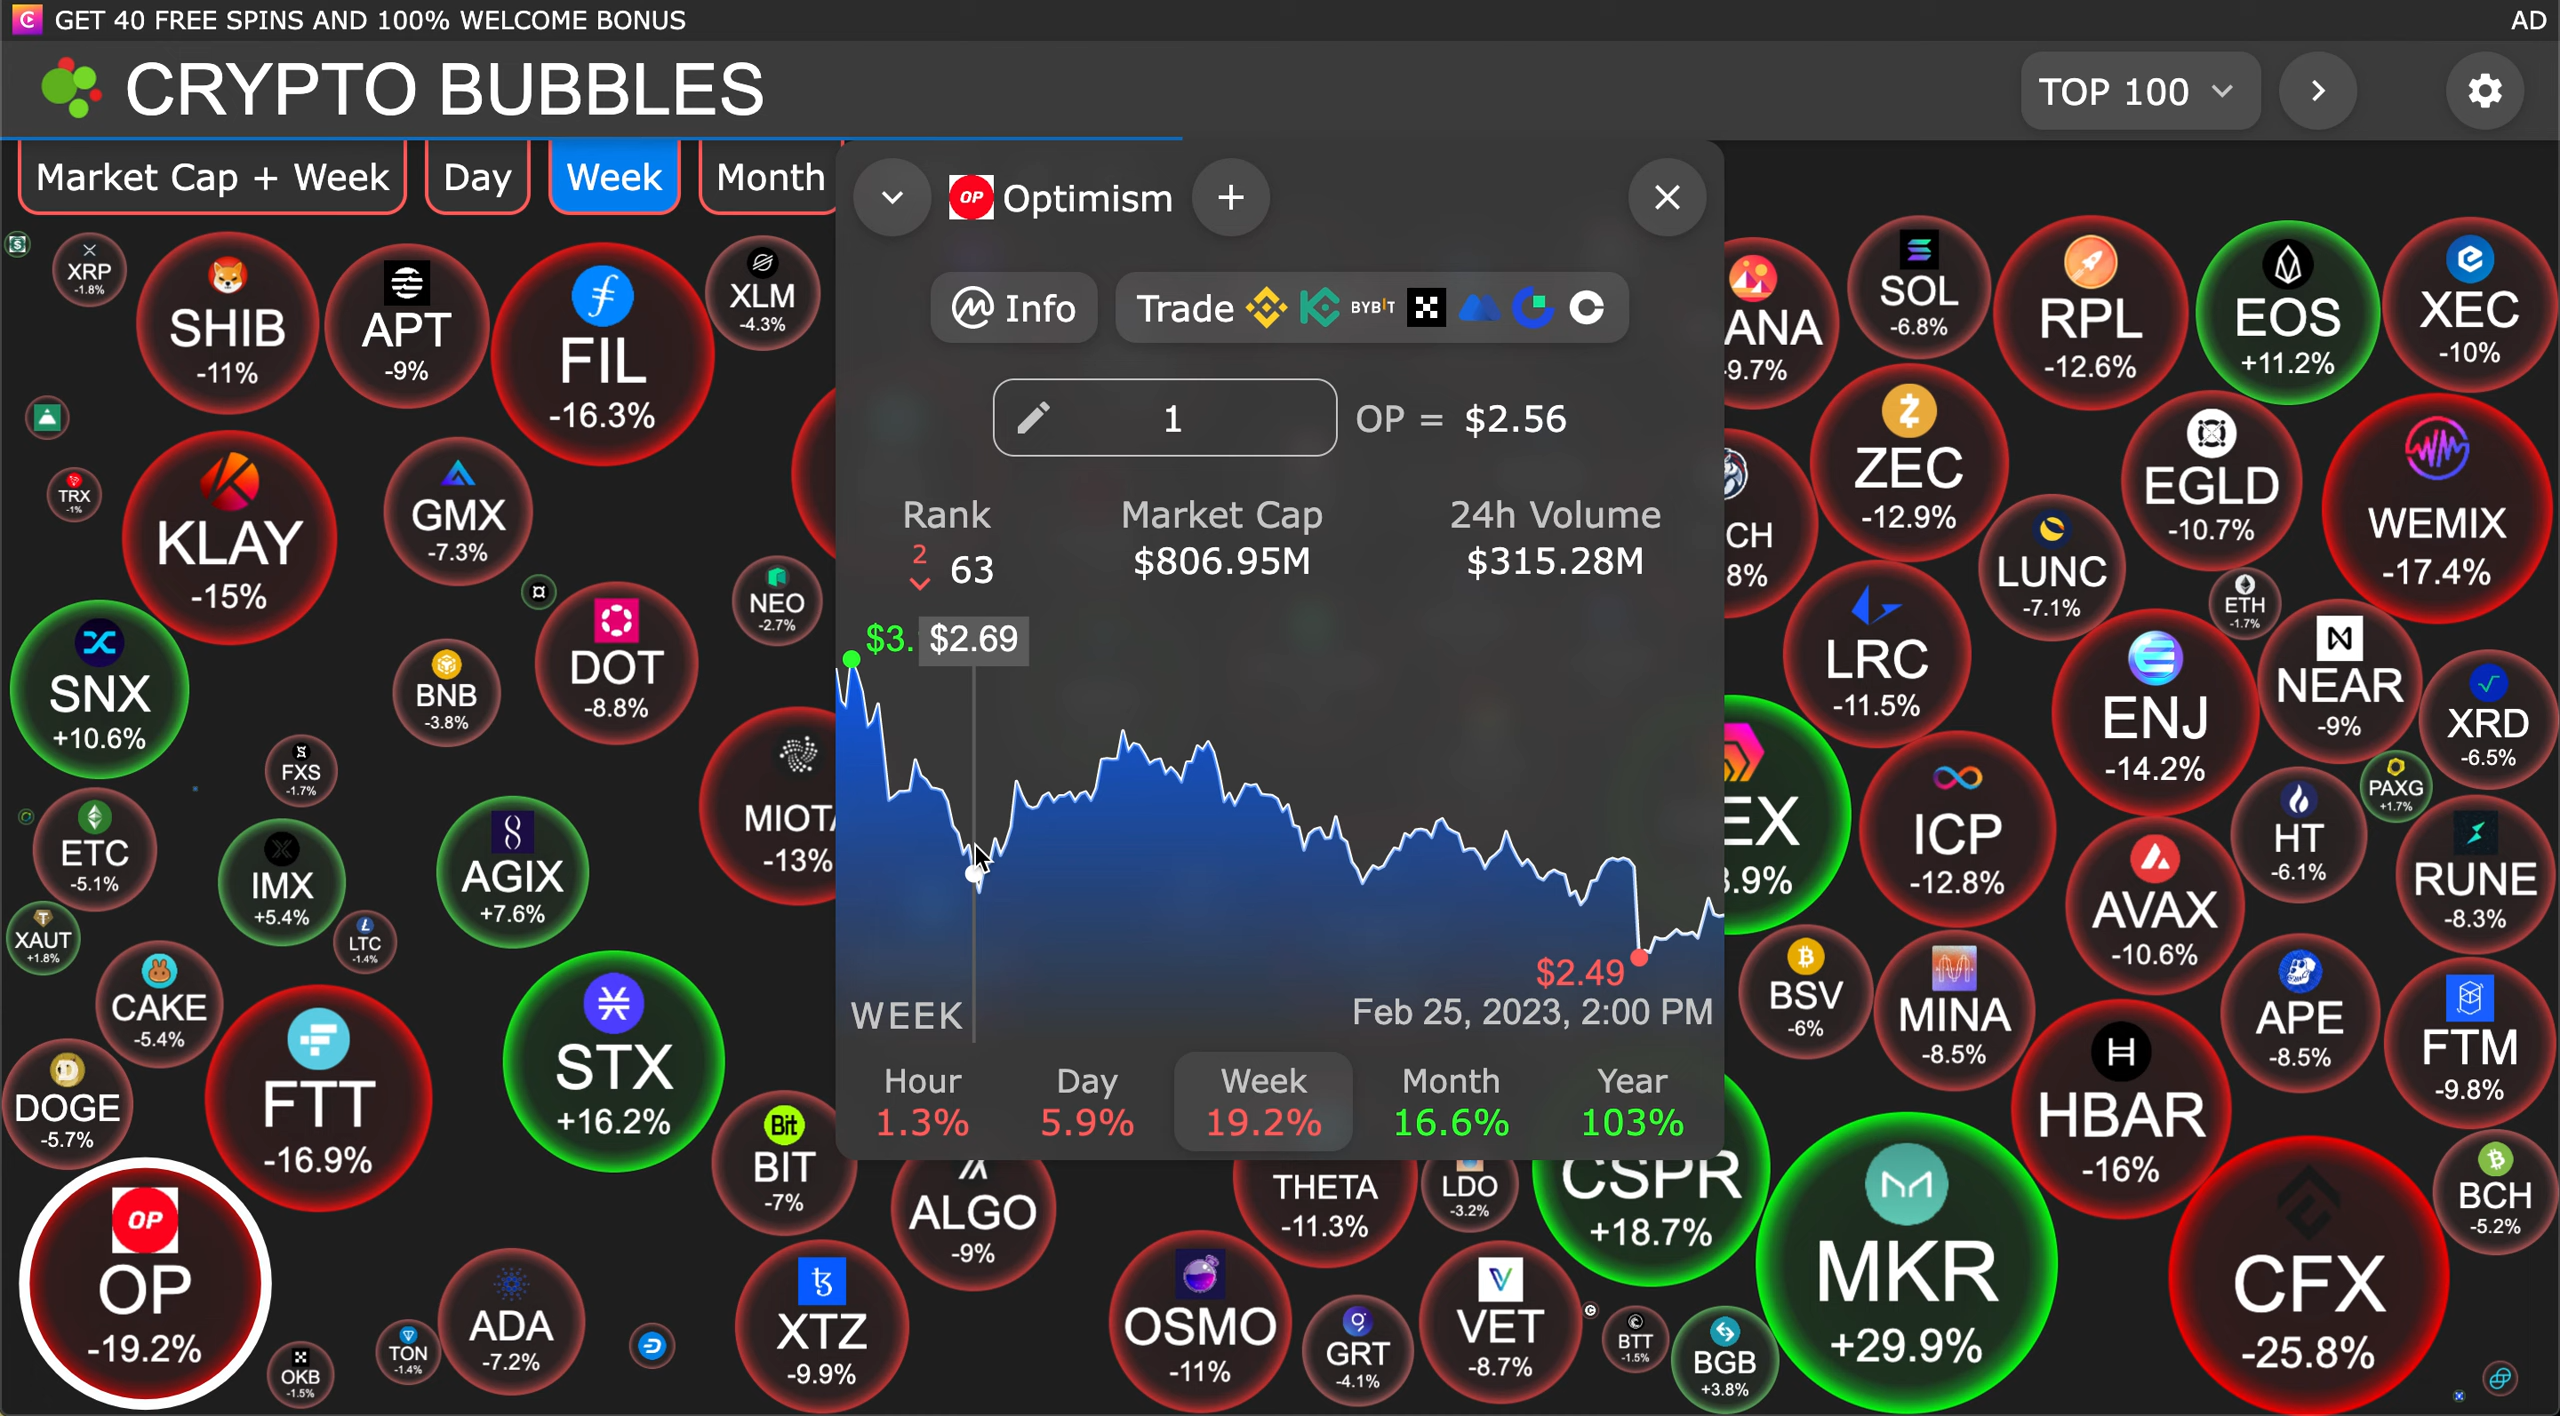 GET 40 FREE SPINS AND 100% WELCOME BONUS
AD
CRYPTO BUBBLES
TOP 100
Market Cap + Week
Day
Week
Month
Optimism
Info
Trade
BYBIT
1
OP = $2.56
Rank
2
63
Market Cap
$806.95M
24h Volume
$315.28M
$3.
$2.69
$2.49
WEEK
Feb 25, 2023, 2:00 PM
Hour
1.3%
Day
5.9%
Week
19.2%
Month
16.6%
Year
103%
XRP
-1.8%
SHIB
-11%
APT
-9%
FIL
-16.3%
XLM
-4.3%
ANA
-9.7%
SOL
-6.8%
RPL
-12.6%
EOS
+11.2%
XEC
-10%
TRX
-1%
KLAY
-15%
GMX
-7.3%
NEO
-2.7%
CH
8%
ZEC
-12.9%
EGLD
-10.7%
WEMIX
-17.4%
LUNC
-7.1%
ETH
-1.7%
SNX
+10.6%
BNB
-3.8%
DOT
-8.8%
LRC
-11.5%
ENJ
-14.2%
NEAR
-9%
XRD
-6.5%
FXS
-1.7%
MIOTA
-13%
EX
3.9%
ICP
-12.8%
HT
-6.1%
PAXG
+1.7%
ETC
-5.1%
IMX
+5.4%
AGIX
+7.6%
AVAX
-10.6%
RUNE
-8.3%
XAUT
+1.8%
LTC
-1.4%
CAKE
-5.4%
BSV
-6%
MINA
-8.5%
APE
-8.5%
FTM
-9.8%
DOGE
-5.7%
FTT
-16.9%
STX
+16.2%
Bit
BIT
-7%
ALGO
-9%
THETA
-11.3%
LDO
-3.2%
CSPR
+18.7%
HBAR
-16%
BCH
-5.2%
OP
OP
-19.2%
OKB
-1.5%
TON
-1.4%
ADA
-7.2%
XTZ
-9.9%
OSMO
-11%
GRT
-4.1%
VET
-8.7%
BTT
-1.5%
BGB
+3.8%
MKR
+29.9%
CFX
-25.8%